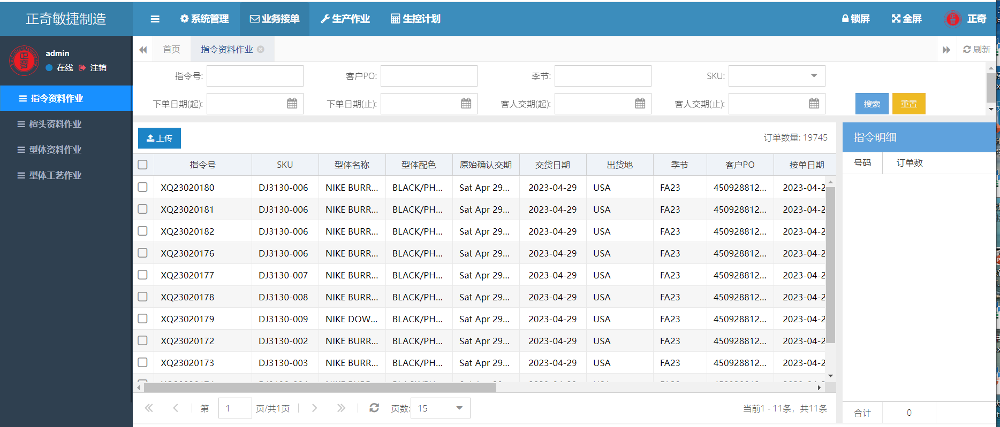 正奇敏捷制造
系统管理 业务接单 生产作业 生控计划 锁屏 全屏 正奇
admin
在线 注销
指令资料作业
楦头资料作业
型体资料作业
型体工艺作业
首页 指令资料作业 刷新
指令号: 客户PO: 季节: SKU:
下单日期(起): 下单日期(止): 客人交期(起): 客人交期(止): 搜索 重置
上传 订单数量: 19745
指令号 SKU 型体名称 型体配色 原始确认交期 交货日期 出货地 季节 客户PO 接单日期
XQ23020180 DJ3130-006 NIKE BURR... BLACK/PH... Sat Apr 29... 2023-04-29 USA FA23 450928812... 2023-04-2
XQ23020181 DJ3130-006 NIKE BURR... BLACK/PH... Sat Apr 29... 2023-04-29 USA FA23 450928812... 2023-04-2
XQ23020182 DJ3130-006 NIKE BURR... BLACK/PH... Sat Apr 29... 2023-04-29 USA FA23 450928812... 2023-04-2
XQ23020176 DJ3130-006 NIKE BURR... BLACK/PH... Sat Apr 29... 2023-04-29 USA FA23 450928812... 2023-04-2
XQ23020177 DJ3130-007 NIKE BURR... BLACK/PH... Sat Apr 29... 2023-04-29 USA FA23 450928812... 2023-04-2
XQ23020178 DJ3130-008 NIKE BURR... BLACK/PH... Sat Apr 29... 2023-04-29 USA FA23 450928812... 2023-04-2
XQ23020179 DJ3130-009 NIKE DOW... BLACK/PH... Sat Apr 29... 2023-04-29 USA FA23 450928812... 2023-04-2
XQ23020172 DJ3130-002 NIKE BURR... BLACK/PH... Sat Apr 29... 2023-04-29 USA FA23 450928812... 2023-04-2
XQ23020173 DJ3130-003 NIKE BURR... BLACK/PH... Sat Apr 29... 2023-04-29 USA FA23 450928812... 2023-04-2
第 1 页/共1页 页数: 15 当前1 - 11条，共11条
指令明细
号码 订单数
合计 0